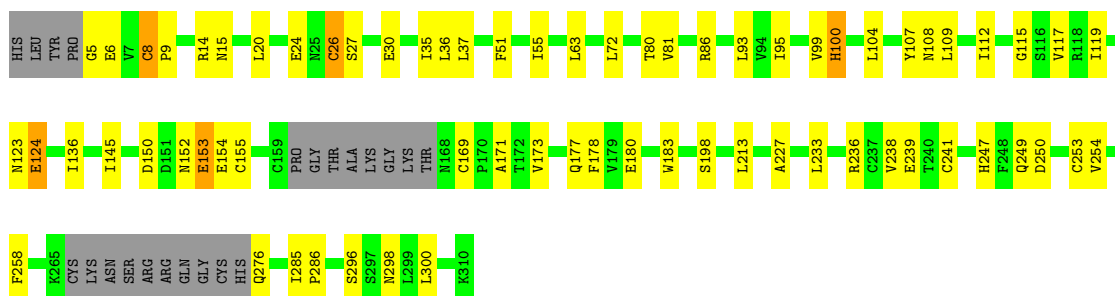 HIS LEU TYR PRO G5 E6 V7 C8 P9 R14 N15 L20 E24 N25 C26 S27 E30 I35 L36 L37 F51 I55 L63 L72 T80 V81 R86 L93 V94 I95 V99 H100 L104 Y107 N108 L109 I112 G115 S116 V117 R118 I119
N123 E124 I136 I145 D150 D151 N152 E153 E154 C155 C159 PRO GLY THR ALA LYS GLY LYS THR N168 C169 P170 A171 T172 V173 Q177 F178 V179 E180 W183 S198 L213 A227 L233 R236 C237 V238 E239 T240 C241 H247 F248 Q249 D250 C253 V254
F258 K265 CYS LYS ASN SER ARG ARG GLN GLY CYS HIS Q276 I285 P286 S296 S297 N298 L299 L300 K310